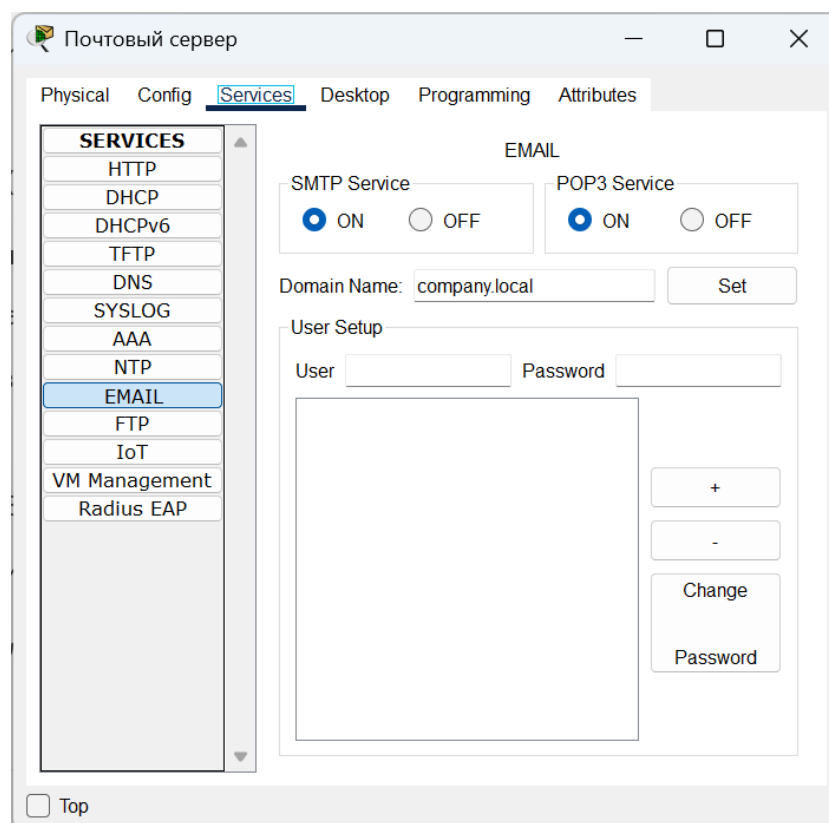 Почтовый сервер
Physical Config Services Desktop Programming Attributes
SERVICES
HTTP
DHCP
DHCPv6
TFTP
DNS
SYSLOG
AAA
NTP
EMAIL
FTP
IoT
VM Management
Radius EAP
EMAIL
SMTP Service
ON OFF
POP3 Service
ON OFF
Domain Name: company.local Set
User Setup
User Password
+
-
Change
Password
Top